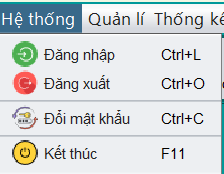 Hệ thống Quản lí Thống kê
Đăng nhập Ctrl+L
Đăng xuất Ctrl+O
Đổi mật khẩu Ctrl+C
Kết thúc F11